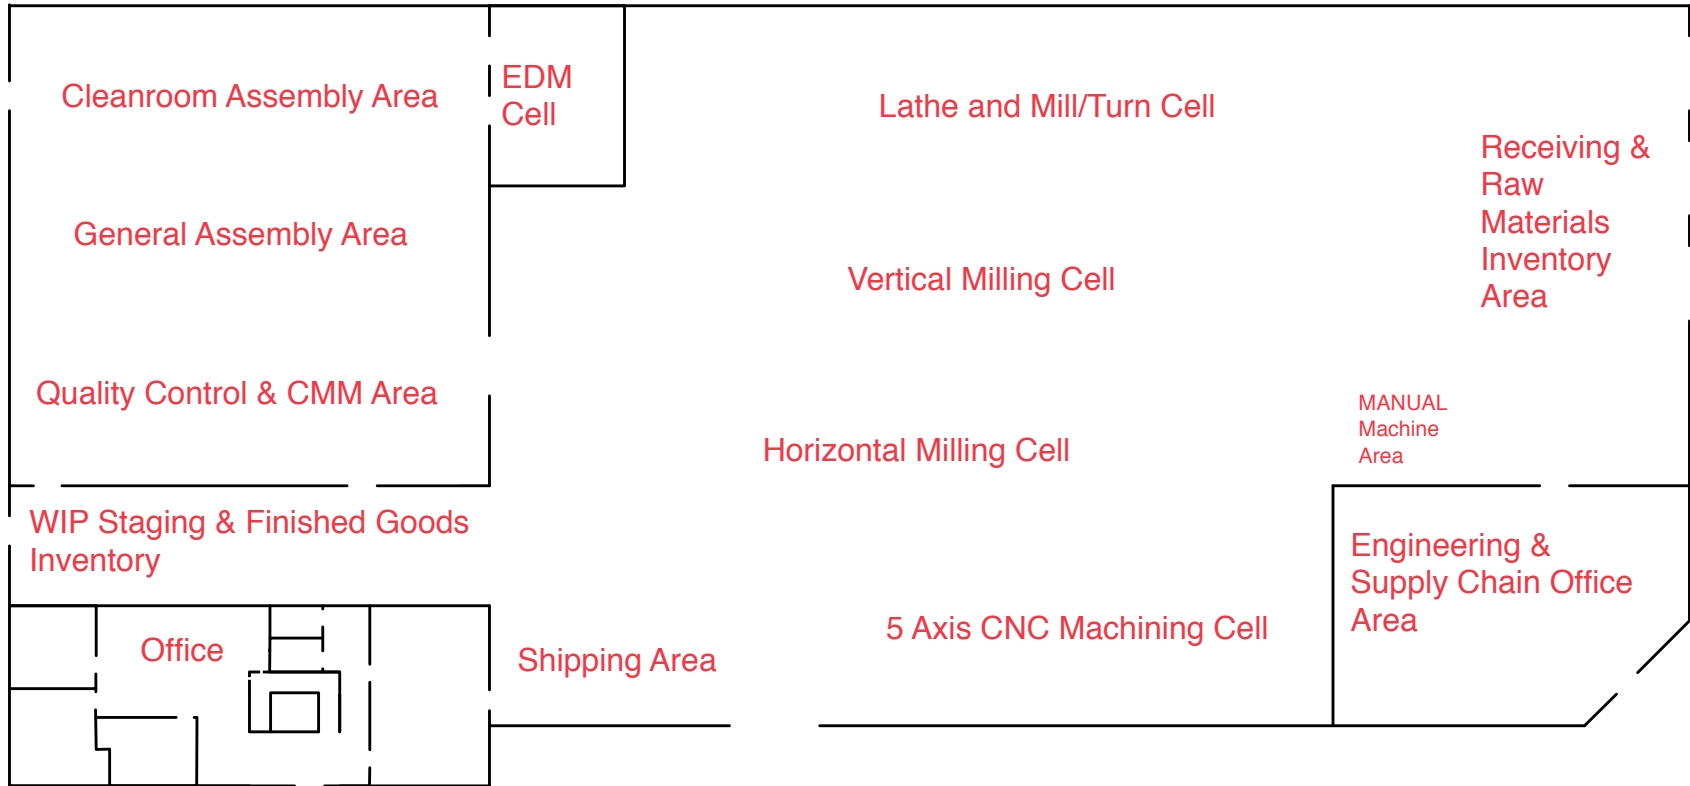 Cleanroom Assembly Area
EDM
Cell
Lathe and Mill/Turn Cell
Receiving &
Raw
Materials
Inventory
Area
General Assembly Area
Vertical Milling Cell
Quality Control & CMM Area
MANUAL
Machine
Area
Horizontal Milling Cell
WIP Staging & Finished Goods
Inventory
Engineering &
Supply Chain Office
Area
Office
Shipping Area
5 Axis CNC Machining Cell